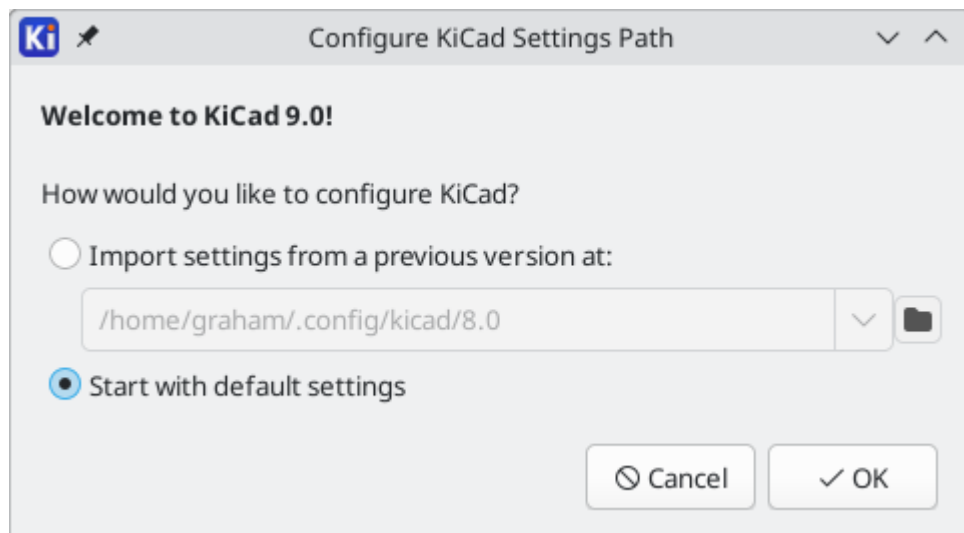 Ki Configure KiCad Settings Path
Welcome to KiCad 9.0!
How would you like to configure KiCad?
Import settings from a previous version at:
/home/graham/.config/kicad/8.0
Start with default settings
Cancel OK